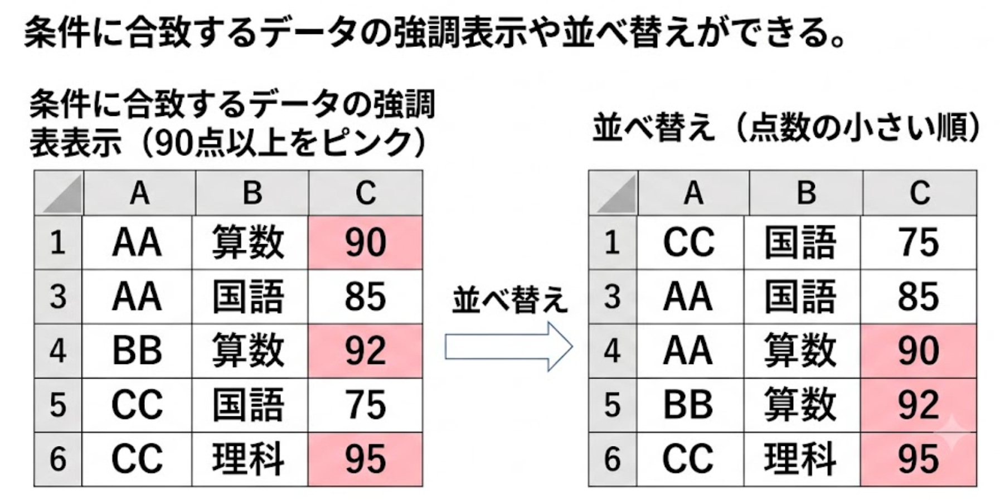 条件に合致するデータの強調表示や並べ替えができる。
条件に合致するデータの強調
表表示（90点以上をピンク）
A B C
1 AA 算数 90
3 AA 国語 85
4 BB 算数 92
5 CC 国語 75
6 CC 理科 95
並べ替え
並べ替え（点数の小さい順）
A B C
1 CC 国語 75
3 AA 国語 85
4 AA 算数 90
5 BB 算数 92
6 CC 理科 95